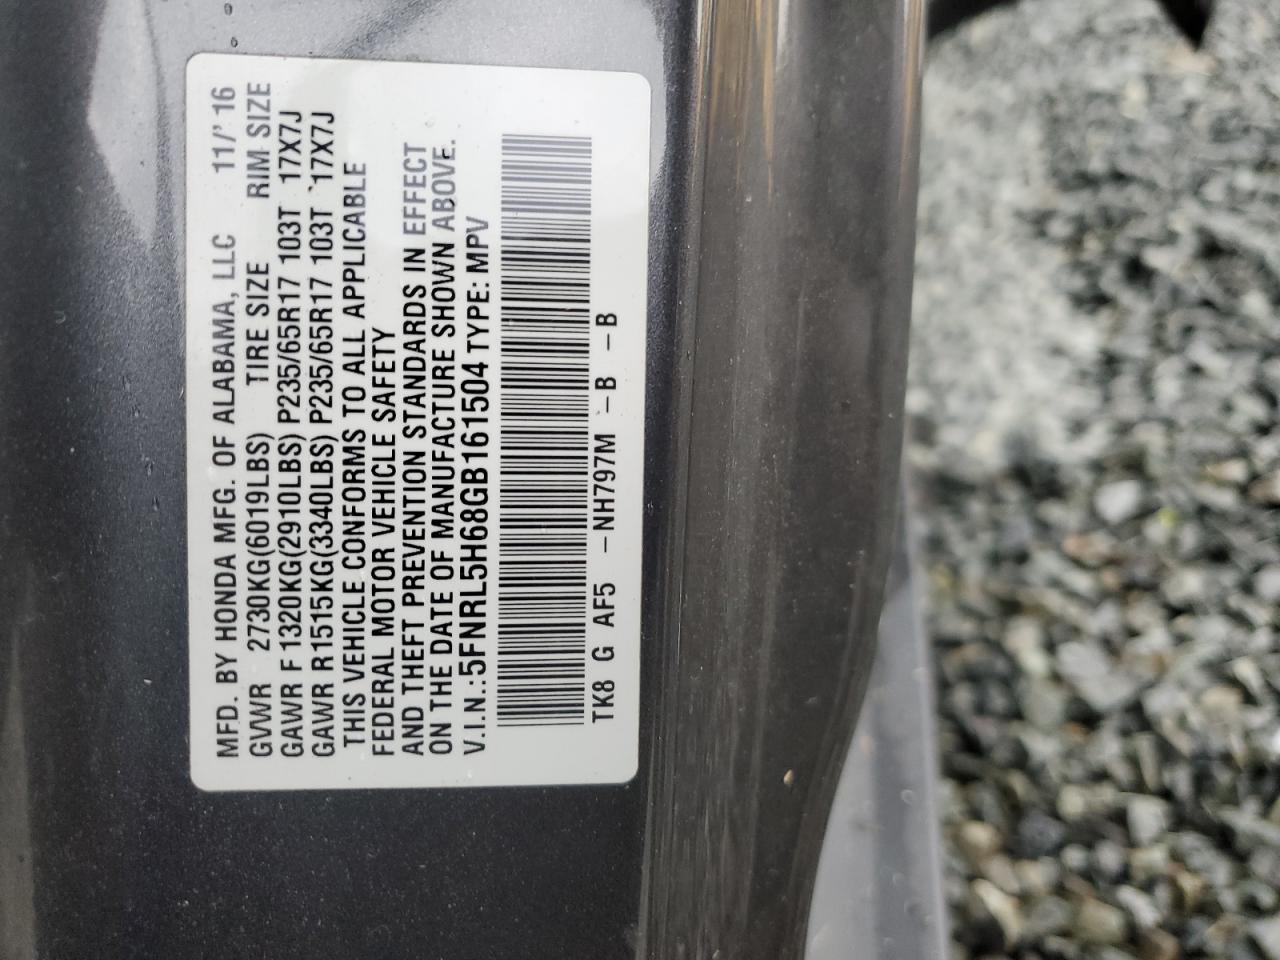 MFD. BY HONDA MFG. OF ALABAMA, LLC 11/' 16
GVWR 2730KG(6019LBS) TIRE SIZE RIM SIZE
GAWR F 1320KG(2910LBS) P235/65R17 103T 17X7J
GAWR R1515KG(3340LBS) P235/65R17 103T 17X7J
THIS VEHICLE CONFORMS TO ALL APPLICABLE
FEDERAL MOTOR VEHICLE SAFETY
AND THEFT PREVENTION STANDARDS IN EFFECT
ON THE DATE OF MANUFACTURE SHOWN ABOVE.
V.I.N.:5FNRL5H68GB161504 TYPE: MPV
TK8 G AF5 -NH797M -B -B